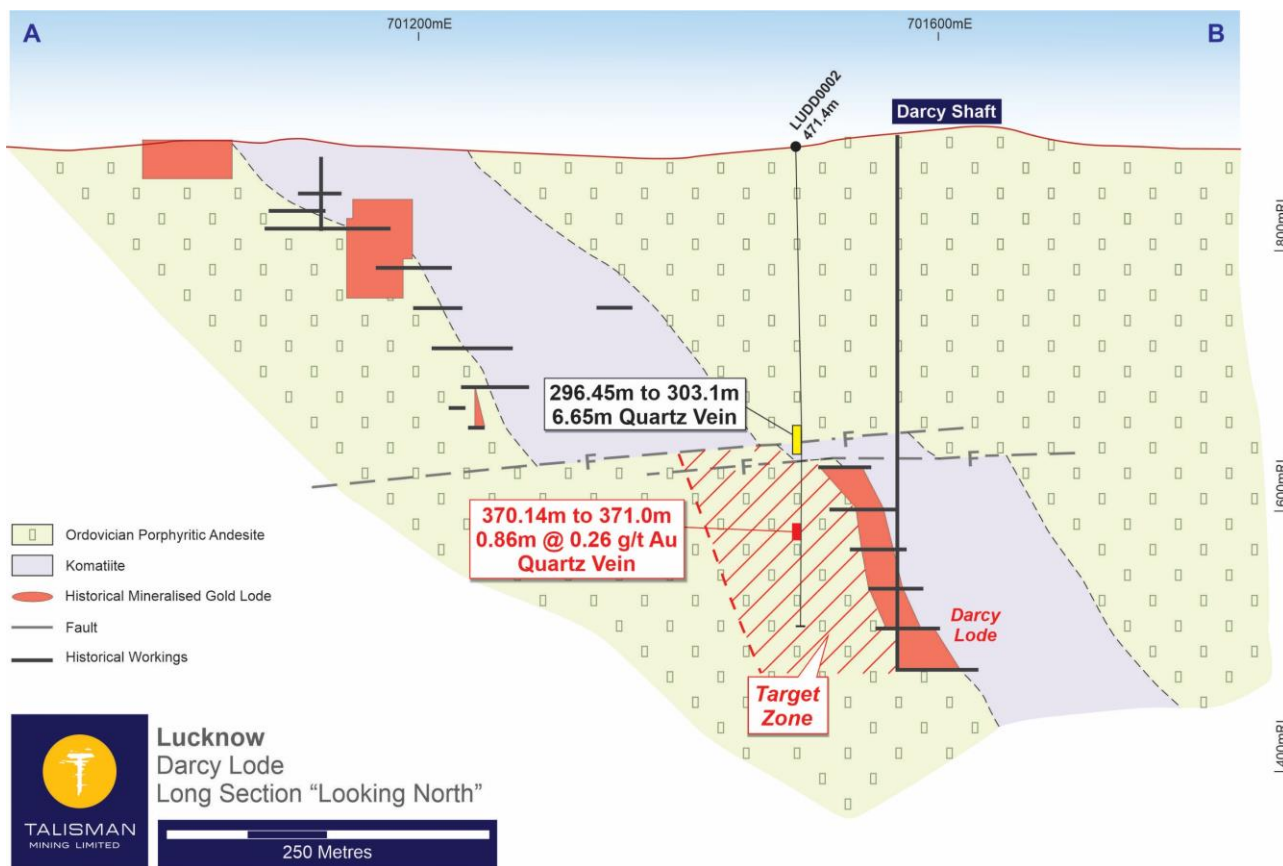 A
701200mE
701600mE
B
LUDD0002
471.4m
Darcy Shaft
800mRl
296.45m to 303.1m
6.65m Quartz Vein
F
F
F
F
600mRl
370.14m to 371.0m
0.86m @ 0.26 g/t Au
Quartz Vein
Ordovician Porphyritic Andesite
Komatiite
Historical Mineralised Gold Lode
Fault
Historical Workings
Darcy
Lode
Target
Zone
400mRl
Lucknow
Darcy Lode
Long Section “Looking North”
TALISMAN
MINING LIMITED
250 Metres